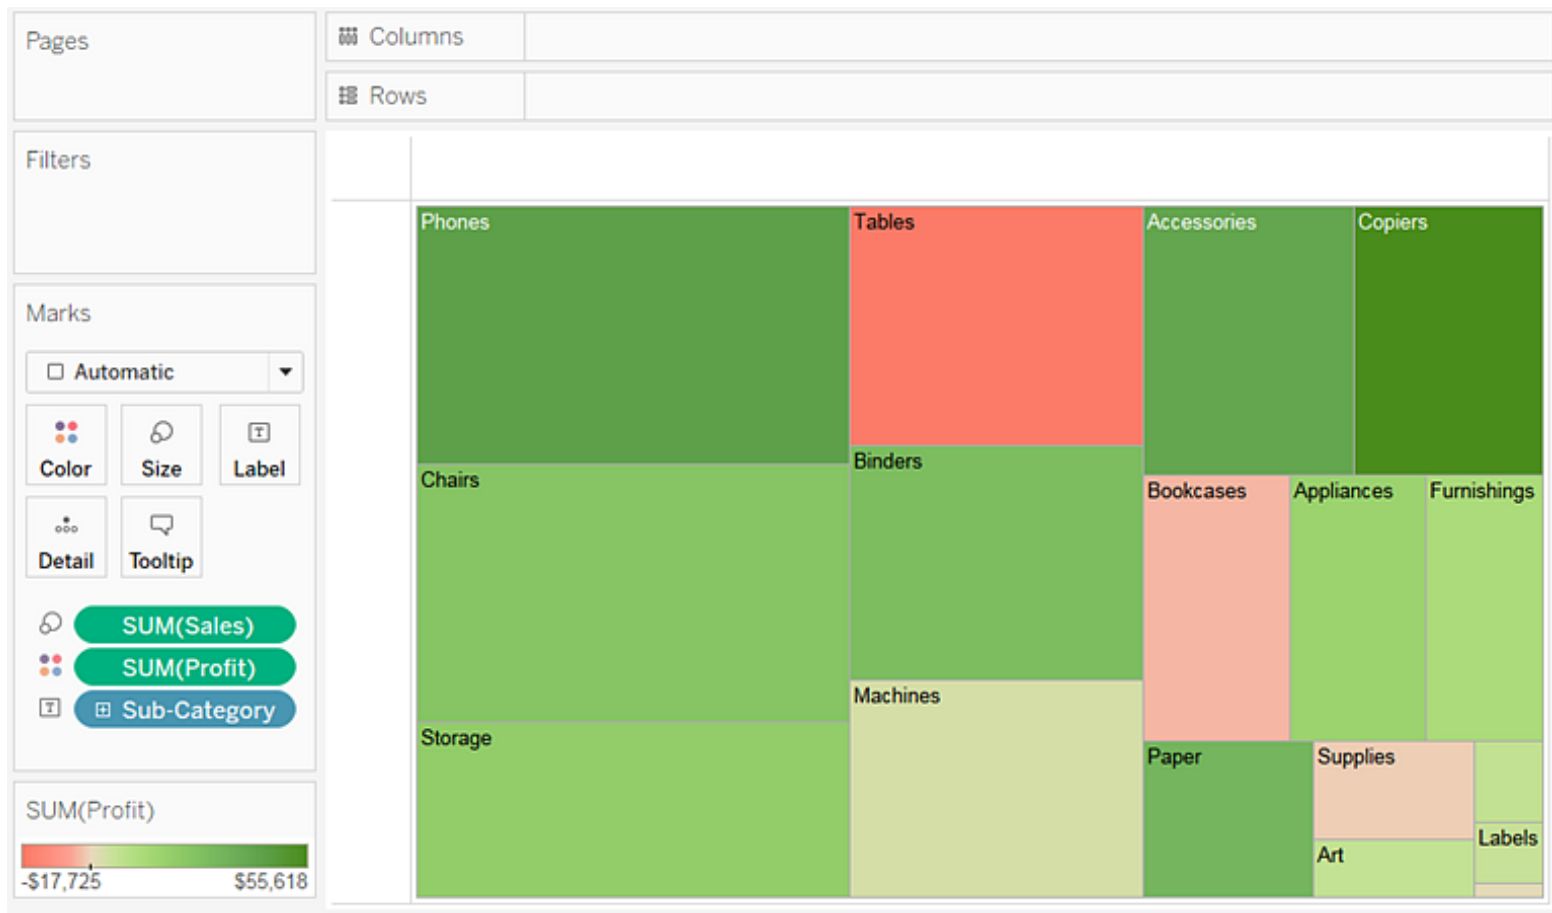 Pages
Columns
Rows
Filters
Marks
Automatic
Color
Size
Label
Detail
Tooltip
SUM(Sales)
SUM(Profit)
Sub-Category
SUM(Profit)
-$17,725
$55,618
Phones
Chairs
Storage
Tables
Binders
Machines
Accessories
Copiers
Bookcases
Appliances
Furnishings
Paper
Supplies
Art
Labels